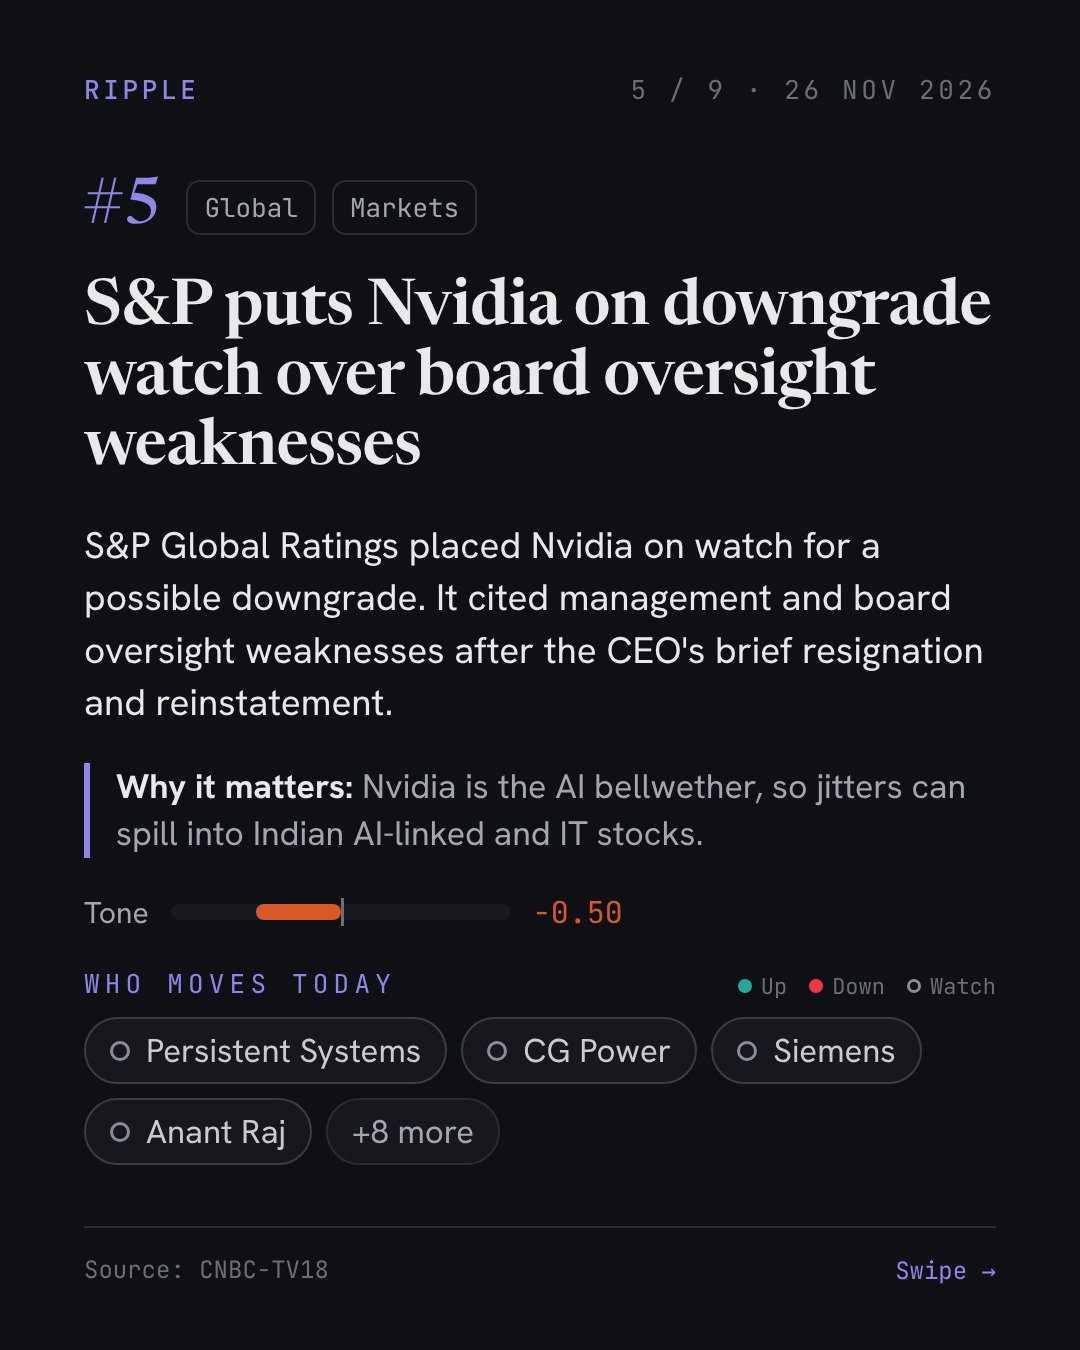 RIPPLE
5 / 9 · 26 NOV 2026
#5 Global Markets
S&P puts Nvidia on downgrade
watch over board oversight
weaknesses
S&P Global Ratings placed Nvidia on watch for a
possible downgrade. It cited management and board
oversight weaknesses after the CEO's brief resignation
and reinstatement.
Why it matters: Nvidia is the AI bellwether, so jitters can
spill into Indian AI-linked and IT stocks.
Tone -0.50
WHO MOVES TODAY
Up Down Watch
Persistent Systems CG Power Siemens
Anant Raj +8 more
Source: CNBC-TV18
Swipe →